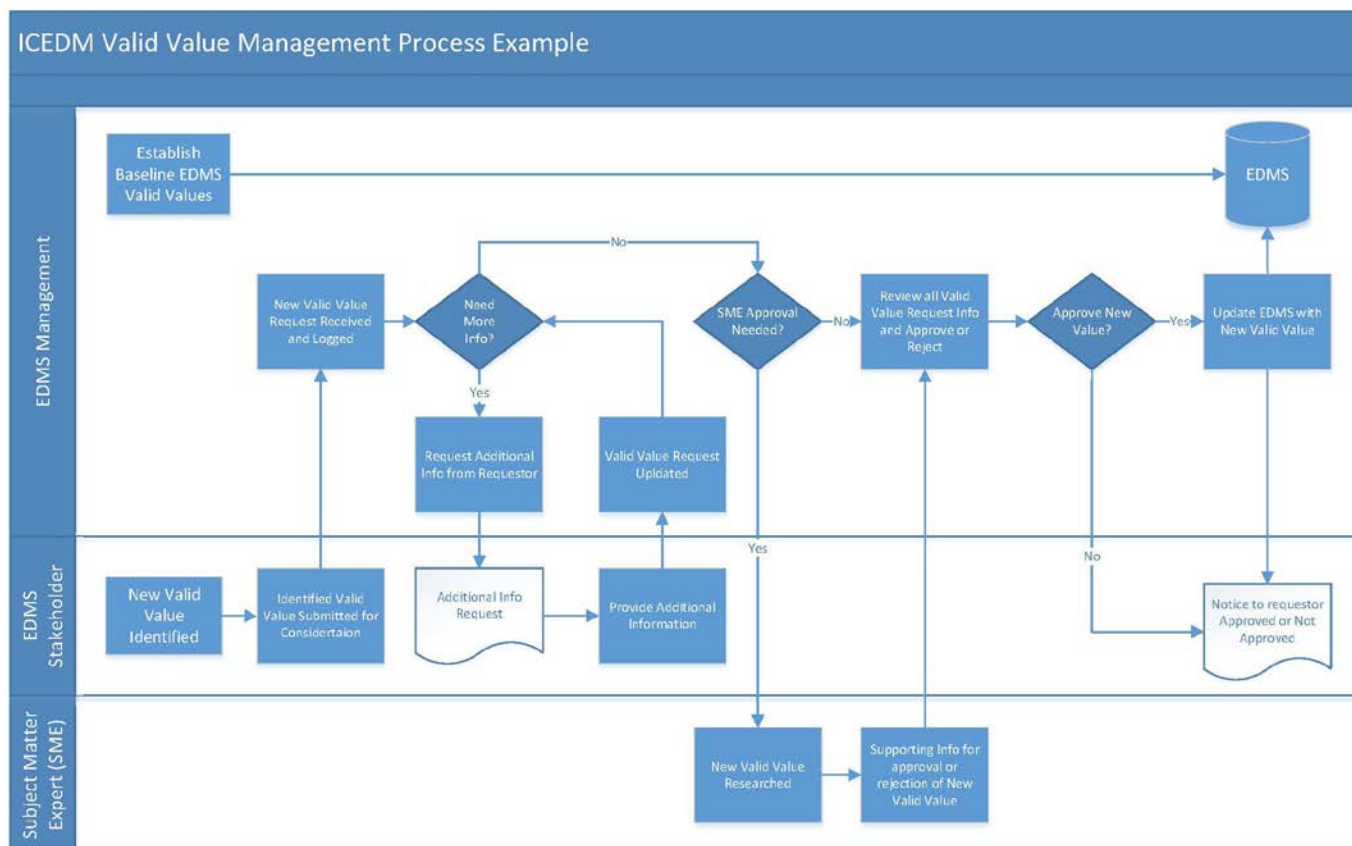 ICEDM Valid Value Management Process Example
EDMS Management
Establish
Baseline EDMS
Valid Values
EDMS
No
New Valid Value
Request Received
and Logged
Need
More
Info?
SME Approval
Needed?
No
Review all Valid
Value Request Info
and Approve or
Reject
Approve New
Value?
Yes
Update EDMS with
New Valid Value
Yes
Request Additional
Info from Requestor
Valid Value Request
Updated
EDMS
Stakeholder
New Valid
Value
Identified
Identified Valid
Value Submitted for
Considertaion
Additional Info
Request
Provide Additional
Information
Yes
No
Notice to requestor
Approved or Not
Approved
Subject Matter
Expert (SME)
New Valid Value
Researched
Supporting Info for
approval or
rejection of New
Valid Value